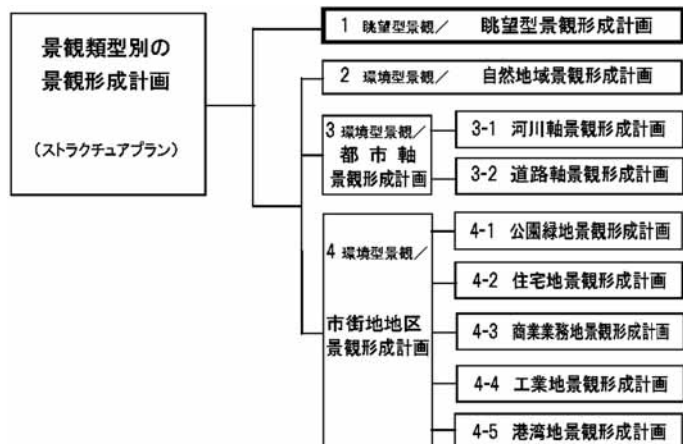 景観類型別の
景観形成計画
（ストラクチュアプラン）
1 眺望型景観／ 眺望型景観形成計画
2 環境型景観／ 自然地域景観形成計画
3 環境型景観／
都市軸
景観形成計画
3-1 河川軸景観形成計画
3-2 道路軸景観形成計画
4 環境型景観／
市街地地区
景観形成計画
4-1 公園緑地景観形成計画
4-2 住宅地景観形成計画
4-3 商業業務地景観形成計画
4-4 工業地景観形成計画
4-5 港湾地景観形成計画